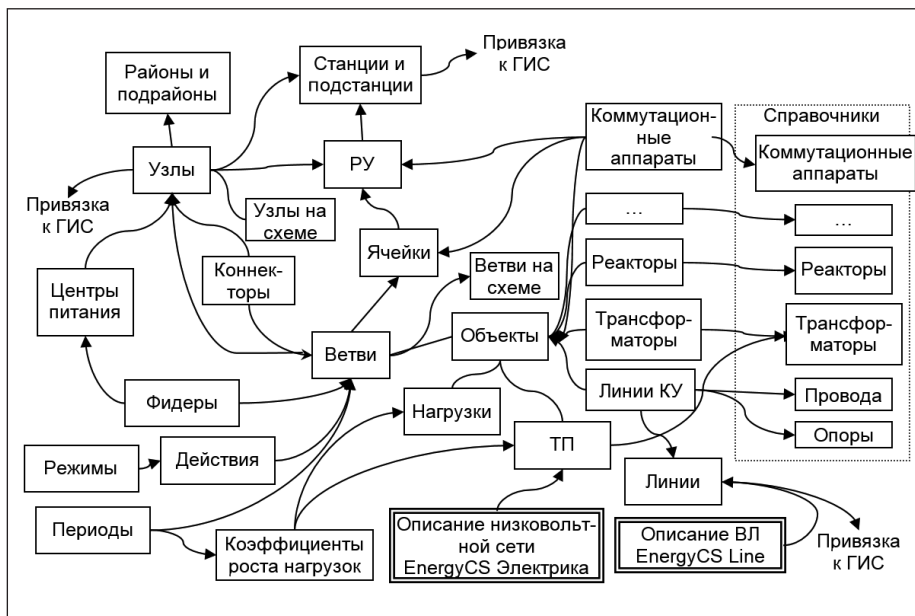 Привязка
к ГИС
Станции и
подстанции
Районы и
подрайоны
Коммутацион-
ные
аппараты
Справочники
Коммутационные
аппараты
Узлы
РУ
Привязка
к ГИС
Узлы на
схеме
...
...
Ячейки
Коннек-
торы
Ветви на
схеме
Реакторы
Реакторы
Центры
питания
Объекты
Трансфор-
маторы
Трансфор-
маторы
Ветви
Линии КУ
Провода
Фидеры
Нагрузки
Опоры
Режимы
Действия
ТП
Линии
Периоды
Коэффициенты
роста нагрузок
Описание низковольт-
тной сети
EnergyCS Электрика
Описание ВЛ
EnergyCS Line
Привязка
к ГИС